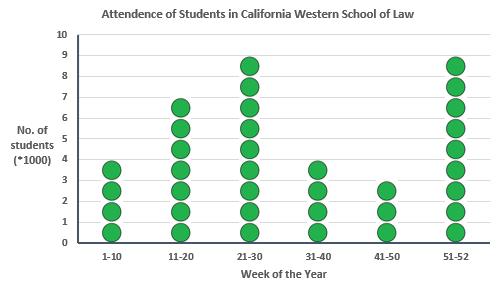 Attendence of Students in California Western School of Law
10
9
8
7
6
5
4
3
2
1
0
No. of
students
(*1000)
1-10 11-20 21-30 31-40 41-50 51-52
Week of the Year